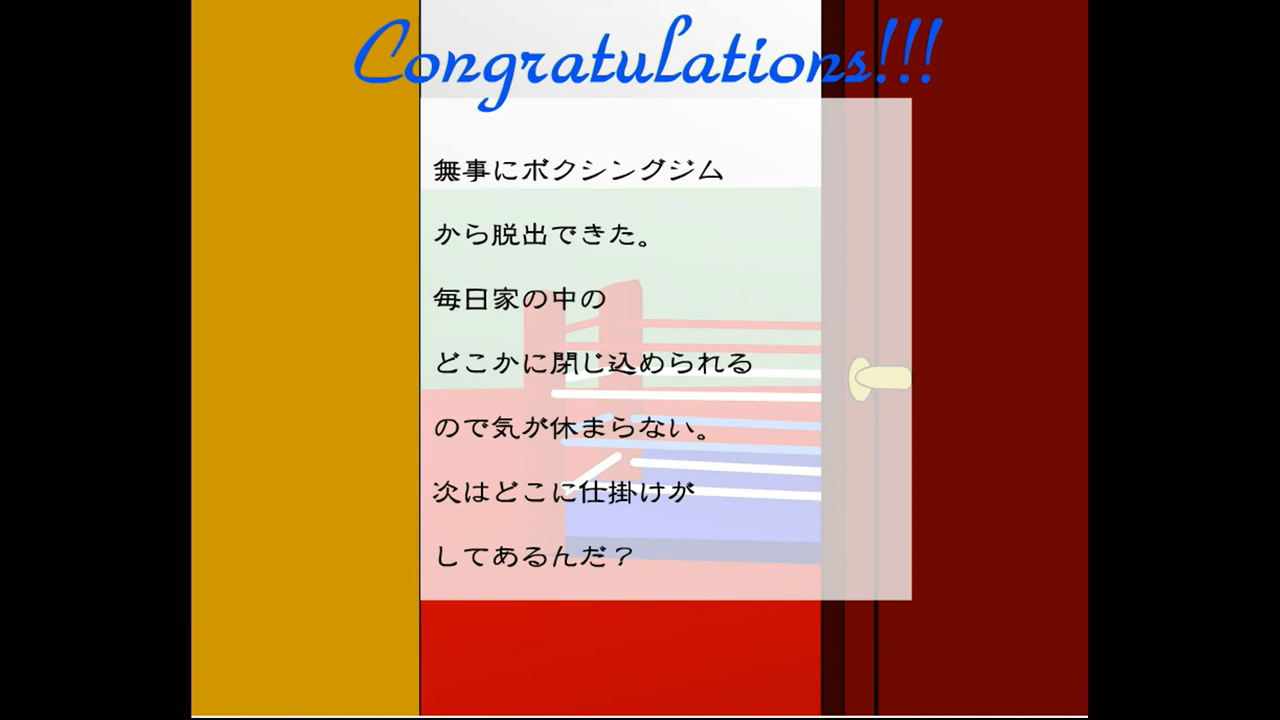 Congratulations!!!
無事にボクシングジム
から脱出できた。
毎日家の中の
どこかに閉じ込められる
ので気が休まらない。
次はどこに仕掛けが
してあるんだ？